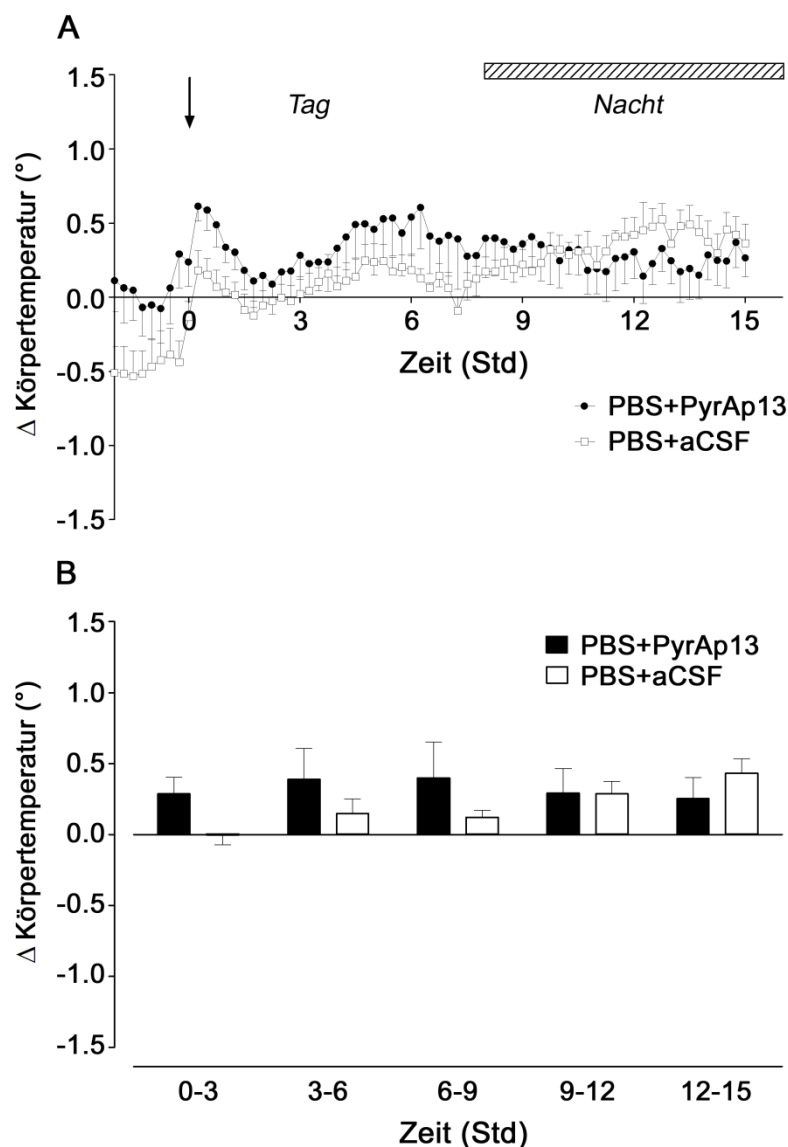 A
1.5
1.0
0.5
0.0
-0.5
-1.0
-1.5
Δ Körpertemperatur (°)
Tag
Nacht
0
3
6
9
12
15
Zeit (Std)
PBS+PyrAp13
PBS+aCSF
B
1.5
1.0
0.5
0.0
-0.5
-1.0
-1.5
Δ Körpertemperatur (°)
PBS+PyrAp13
PBS+aCSF
0-3
3-6
6-9
9-12
12-15
Zeit (Std)